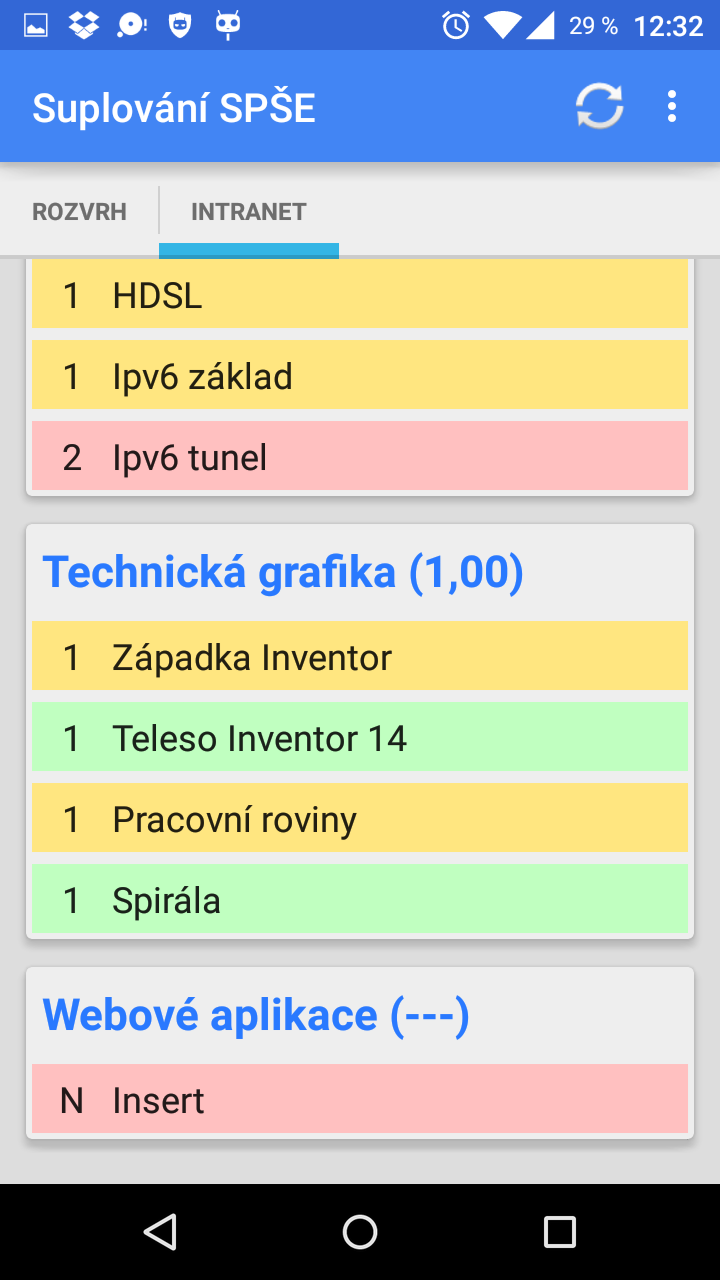 29 % 12:32
Suplování SPŠE
ROZVRH INTRANET
1 HDSL
1 Ipv6 základ
2 Ipv6 tunel
Technická grafika (1,00)
1 Západka Inventor
1 Teleso Inventor 14
1 Pracovní roviny
1 Spirála
Webové aplikace (---)
N Insert